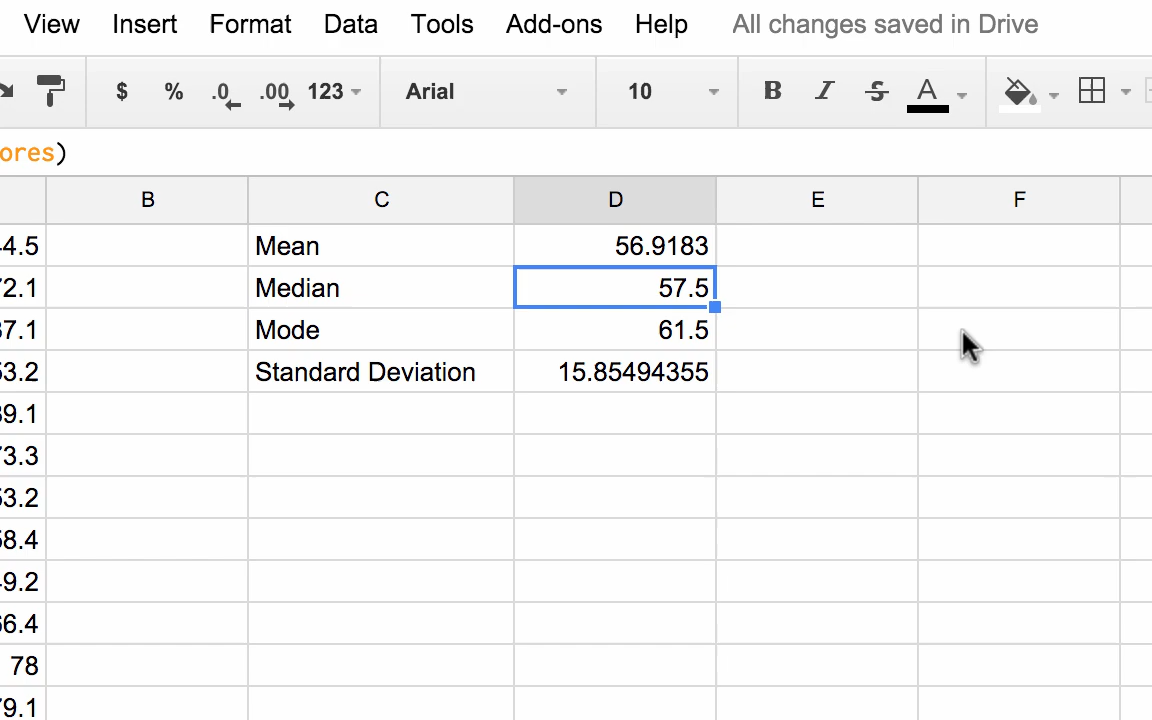 View Insert Format Data Tools Add-ons Help All changes saved in Drive
$ % .0 .00 123 Arial 10 B I S A
ores)
B C D E F
4.5 Mean 56.9183
2.1 Median 57.5
7.1 Mode 61.5
3.2 Standard Deviation 15.85494355
9.1
3.3
3.2
8.4
9.2
6.4
78
9.1